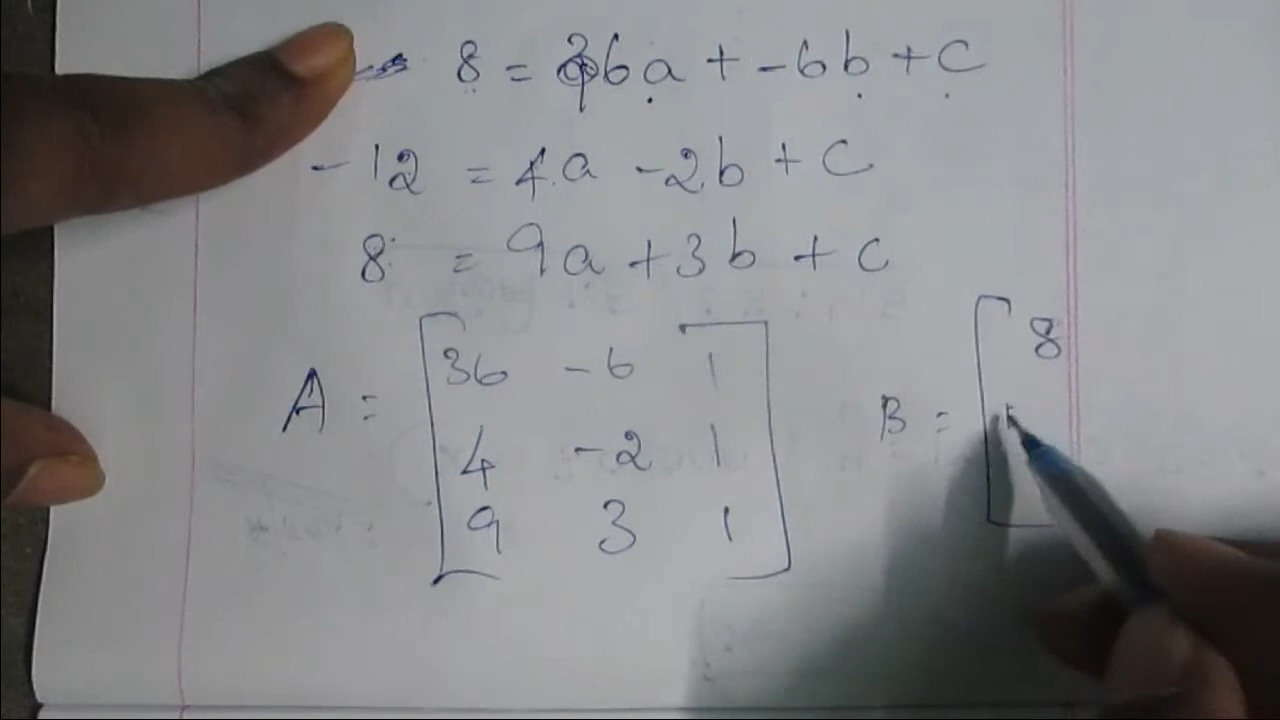 8 = 36a + -6b + c
-12 = 4a - 2b + c
8 = 9a + 3b + c
A = [ 36 -6 1
4 -2 1
9 3 1 ]
B = [ 8